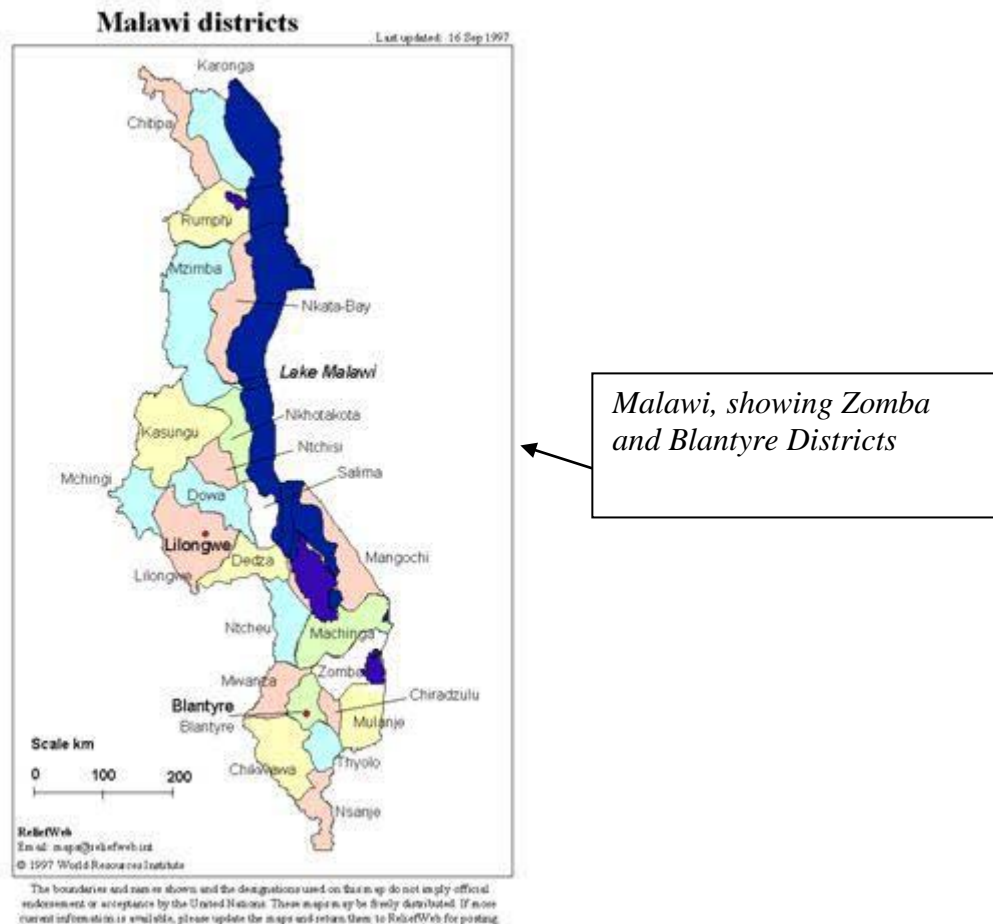 Malawi districts
Last updated: 16 Sep 1997
Karonga
Chitipa
Rumphi
Mzimba
Nkata-Bay
Lake Malawi
Nkhotakota
Kasungu
Ntchisi
Salima
Mchingi
Dowa
Lilongwe
Lilongwe
Dedza
Mangochi
Ntcheu
Machinga
Zomba
Mwanza
Chiradzulu
Blantyre
Blantyre
Mulanje
Scale km
0 100 200
Chikwawa
Thyolo
Nsanje
ReliefWeb
Email: maps@reliefweb.int
© 1997 World Resources Institute
The boundaries and names shown and the designations used on this map do not imply official
endorsement or acceptance by the United Nations. These maps may be freely distributed. If more
current information is available, please update the maps and return them to ReliefWeb for posting.
Malawi, showing Zomba
and Blantyre Districts